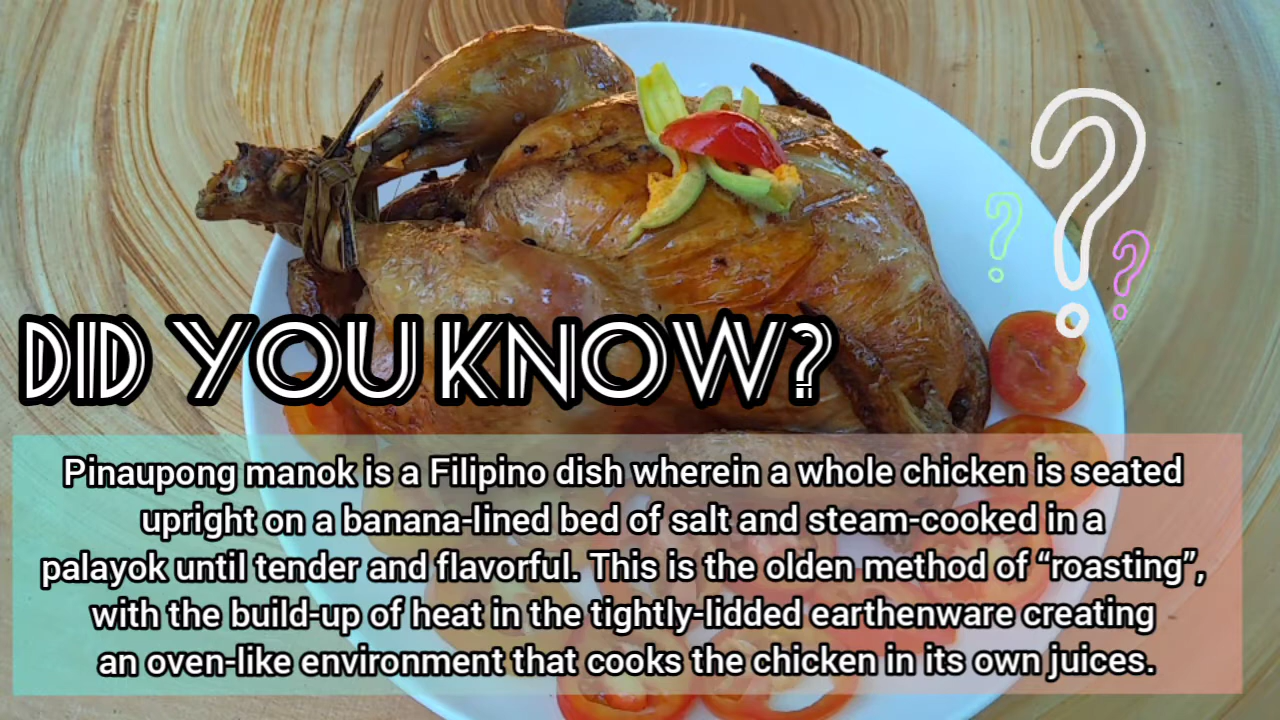 DID YOU KNOW?
Pinaupong manok is a Filipino dish wherein a whole chicken is seated
upright on a banana-lined bed of salt and steam-cooked in a
palayok until tender and flavorful. This is the olden method of “roasting”,
with the build-up of heat in the tightly-lidded earthenware creating
an oven-like environment that cooks the chicken in its own juices.